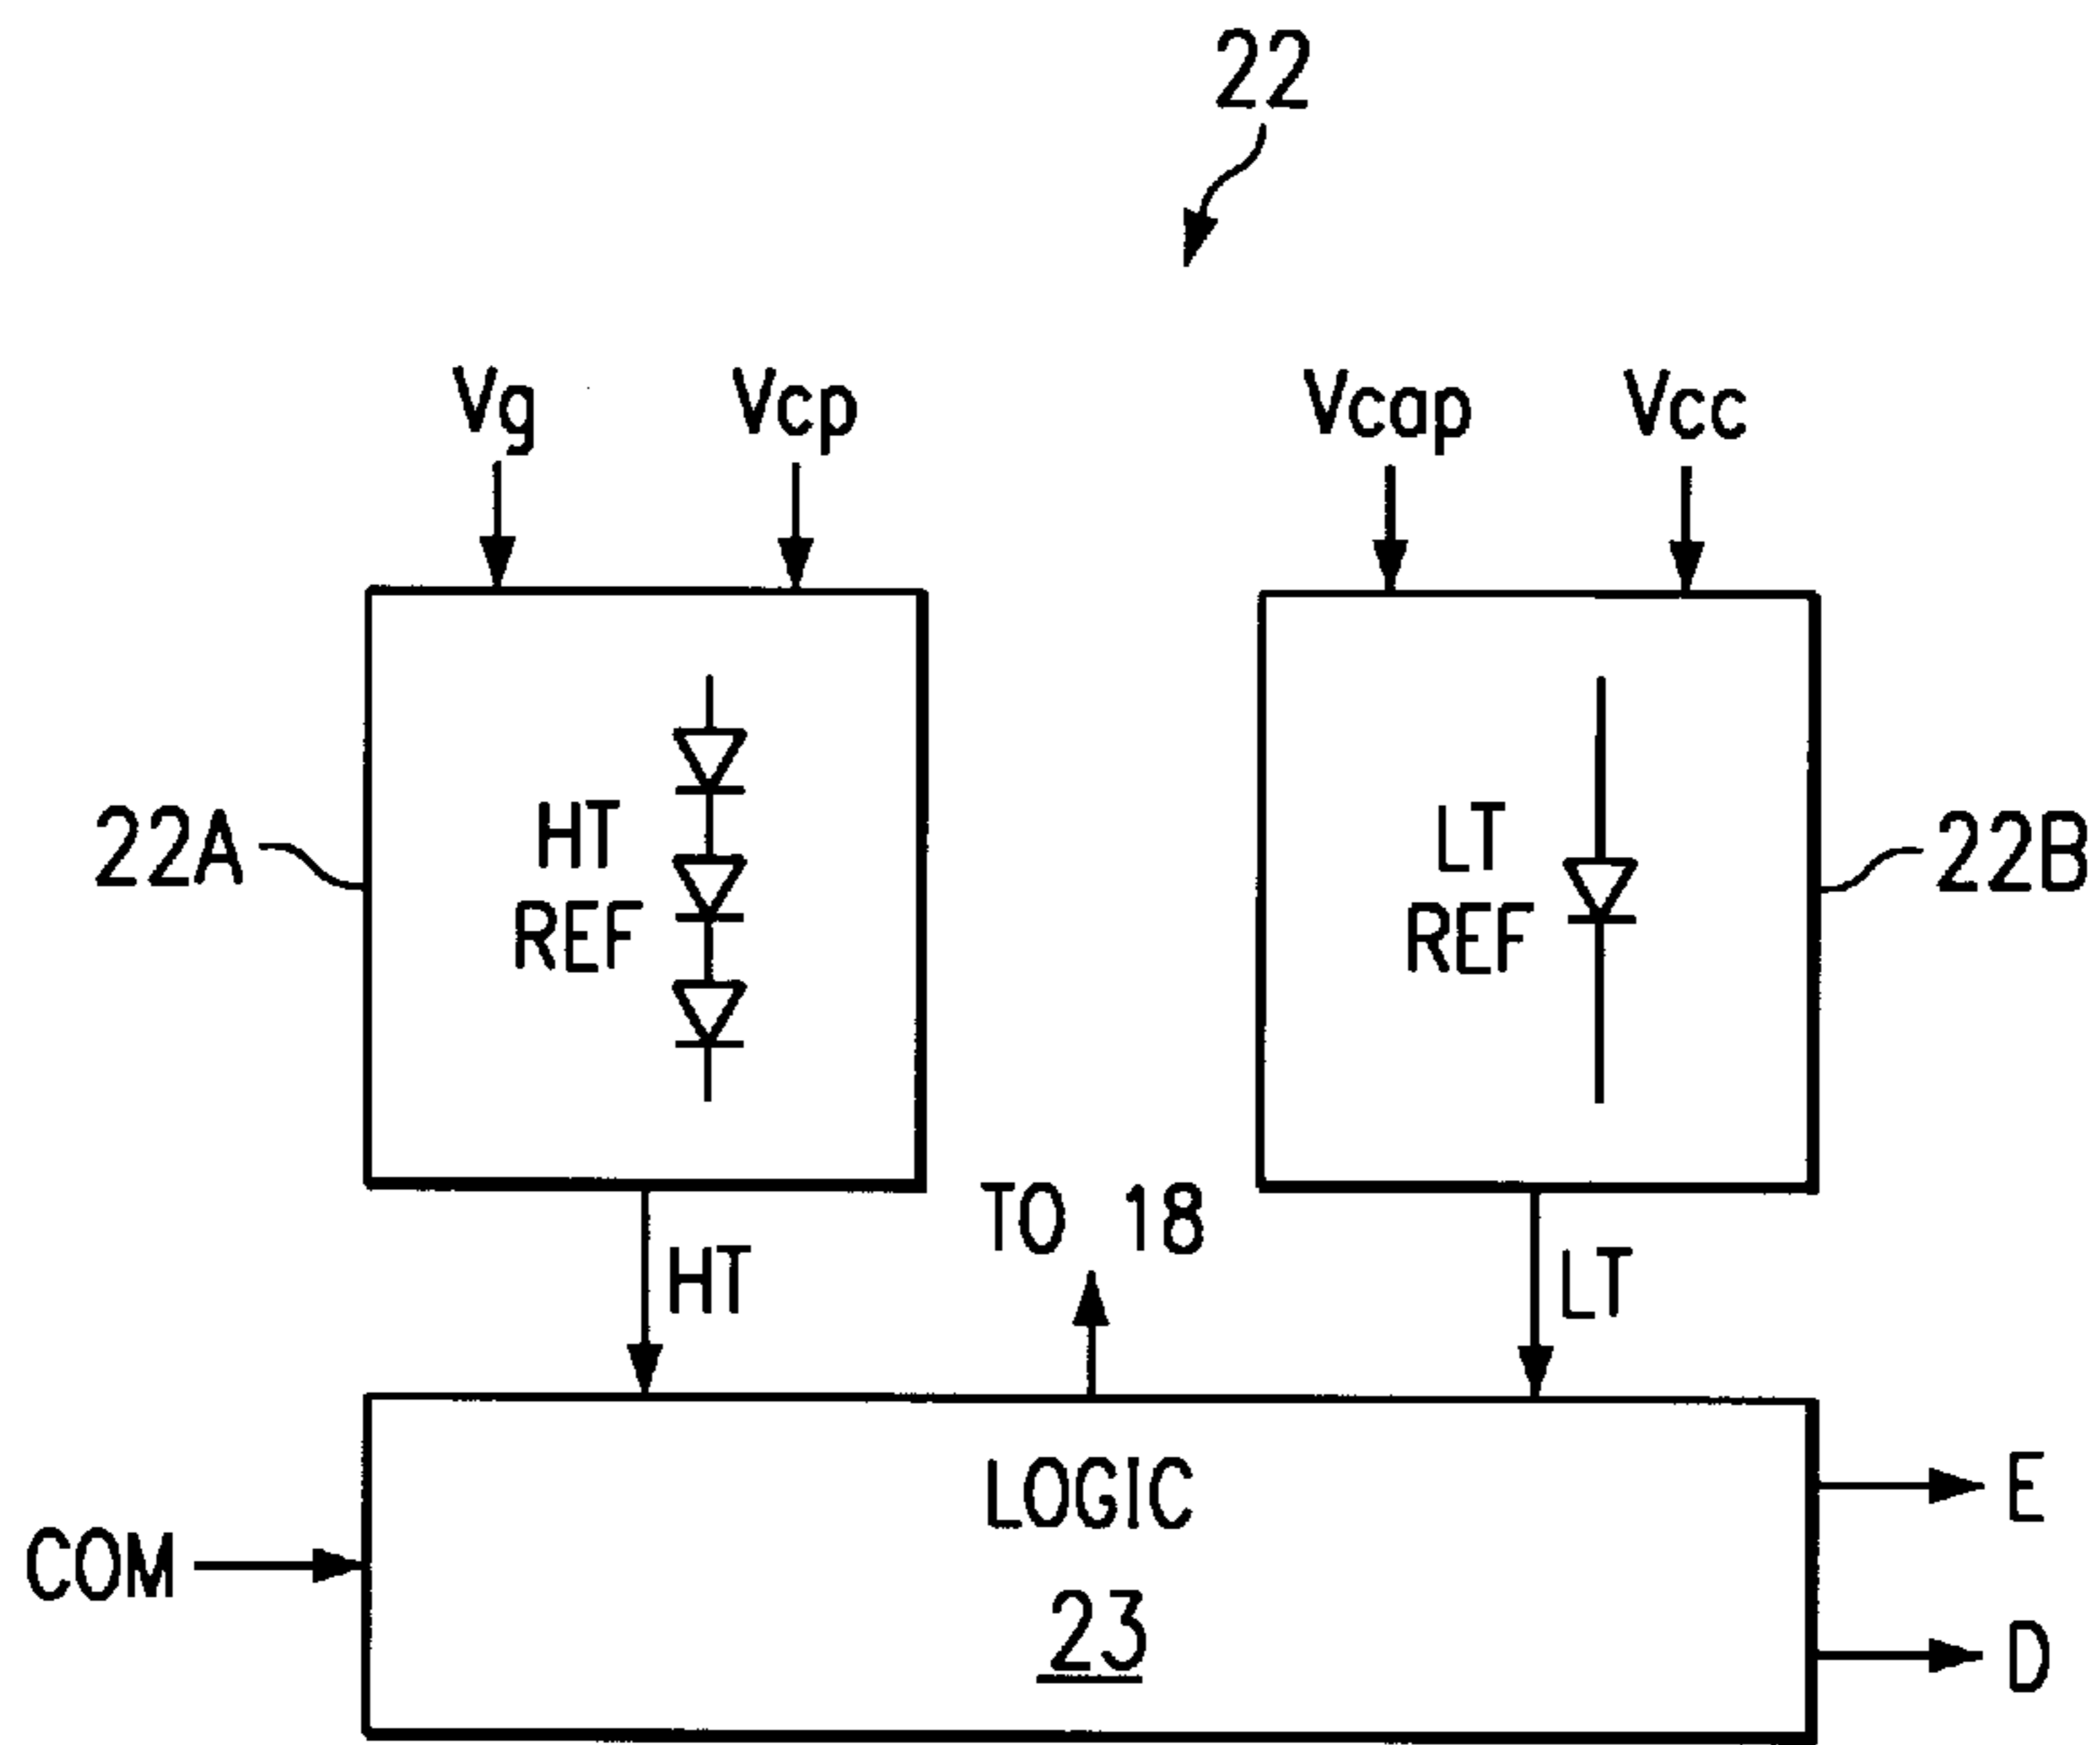 22
Vg Vcp Vcap Vcc
22A HT REF LT REF 22B
HT TO 18 LT
LOGIC
23
COM
E
D